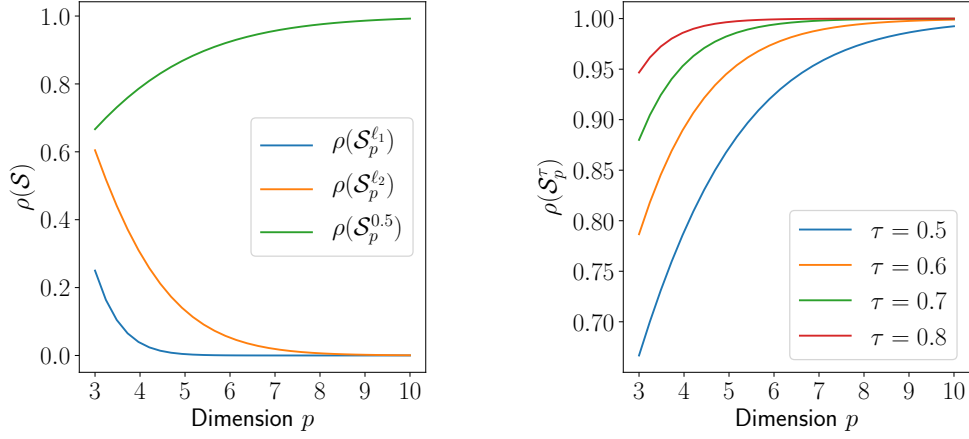 1.0
0.8
0.6
0.4
0.2
0.0
ρ(𝒮)
ρ(𝒮_p^{ℓ_1})
ρ(𝒮_p^{ℓ_2})
ρ(𝒮_p^{0.5})
3 4 5 6 7 8 9 10
Dimension p
1.00
0.95
0.90
0.85
0.80
0.75
0.70
ρ(𝒮_p^τ)
τ = 0.5
τ = 0.6
τ = 0.7
τ = 0.8
3 4 5 6 7 8 9 10
Dimension p